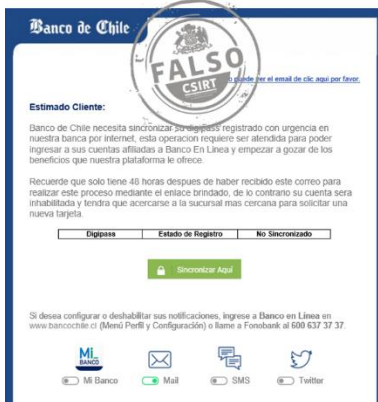 Banco de Chile
FALSO
CSIRT
puede ver el email de clic aqui por favor.
Estimado Cliente:
Banco de Chile necesita sincronizar su digipass registrado con urgencia en
nuestra banca por internet, esta operacion requiere ser atendida para poder
ingresar a sus cuentas afiliadas a Banco En Linea y empezar a gozar de los
beneficios que nuestra plataforma le ofrece.
Recuerde que solo tiene 48 horas despues de haber recibido este correo para
realizar este proceso mediante el enlace brindado, de lo contrario su cuenta sera
inhabilitada y tendra que acercarse a la sucursal mas cercana para solicitar una
nueva tarjeta.
Digipass Estado de Registro No Sincronizado
Sincronizar Aquí
Si desea configurar o deshabilitar sus notificaciones, ingrese a Banco en Linea en
www.bancochile.cl (Menú Perfil y Configuración) o llame a Fonobank al 600 637 37 37.
Mi
BANCO
Mi Banco Mail SMS Twitter